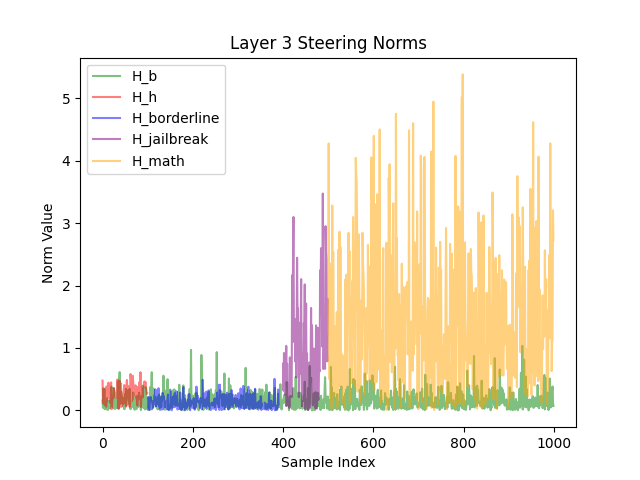 Layer 3 Steering Norms
H_b
H_h
H_borderline
H_jailbreak
H_math
Norm Value
5
4
3
2
1
0
0 200 400 600 800 1000
Sample Index